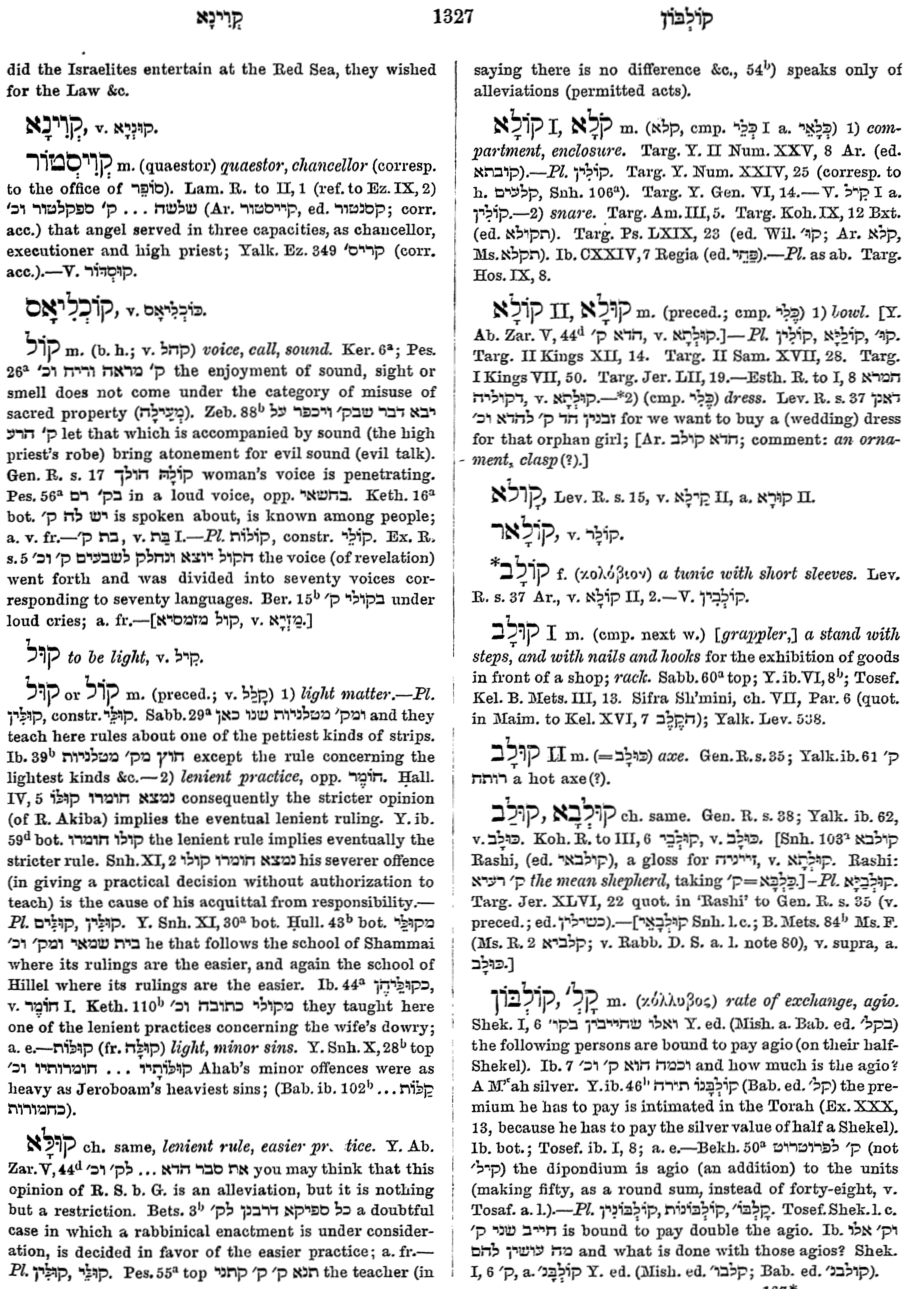 קְוִינָא 1327 קוֹלְבּוֹן
did the Israelites entertain at the Red Sea, they wished
for the Law &c.
קְוִינָא, v. קוּנְיָא.
קְוִיסְטוֹר m. (quaestor) quaestor, chancellor (corresp.
to the office of סוֹפֵר). Lam. R. to II, 1 (ref. to Ez. IX, 2)
שלשה ... ק' ספקלטור וכ' (Ar. קייסטור, ed. קסנטור; corr.
acc.) that angel served in three capacities, as chancellor,
executioner and high priest; Yalk. Ez. 349 קריס' (corr.
acc.).—V. קוּסְדּוֹר.
קוֹכְלִיאָס, v. כּוֹכְלִיאָס.
קוֹל m. (b. h.; v. קהל) voice, call, sound. Ker. 6ᵃ; Pes.
26ᵃ ק' מראה וריח וכ' the enjoyment of sound, sight or
smell does not come under the category of misuse of
sacred property (מְעִילָה). Zeb. 88ᵇ יבא דבר שבק' ויכפר על
ק' הרע let that which is accompanied by sound (the high
priest's robe) bring atonement for evil sound (evil talk).
Gen. R. s. 17 קוֹלָהּ הולך woman's voice is penetrating.
Pes. 56ᵃ בק' רם in a loud voice, opp. בחשאי. Keth. 16ᵃ
bot. יש לה ק' is spoken about, is known among people;
a. v. fr.—בת ק', v. בַּת I.—Pl. קוֹלוֹת, constr. קוֹלֵי. Ex. R.
s. 5 הקול יוצא ונחלק לשבעים ק' וכ' the voice (of revelation)
went forth and was divided into seventy voices cor-
responding to seventy languages. Ber. 15ᵇ בקולי ק' under
loud cries; a. fr.—[קול מזמסיא, v. מַזְיָא.]
קוּל to be light, v. קִיל.
קוּל or קוֹל m. (preced.; v. קָלַל) 1) light matter.—Pl.
קוּלִּין, constr. קוּלֵּי. Sabb. 29ᵃ ומק' מטלניות שנו כאן and they
teach here rules about one of the pettiest kinds of strips.
Ib. 39ᵇ חוץ מק' מטלניות except the rule concerning the
lightest kinds &c.—2) lenient practice, opp. חוֹמֶר. Ḥall.
IV, 5 נמצא חומרו קוּלּוֹ consequently the stricter opinion
(of R. Akiba) implies the eventual lenient ruling. Y. ib.
59ᵈ bot. קולו חומרו the lenient rule implies eventually the
stricter rule. Snh. XI, 2 נמצא חומרו קולו his severer offence
(in giving a practical decision without authorization to
teach) is the cause of his acquittal from responsibility.—
Pl. קוּלִּין, קוּלִּים. Y. Snh. XI, 30ᵃ bot. Ḥull. 43ᵇ bot. מקוּלֵּי
בית שמאי ומק' וכ' he that follows the school of Shammai
where its rulings are the easier, and again the school of
Hillel where its rulings are the easier. Ib. 44ᵃ כקוּלֵּיהֶן,
v. חוֹמֶר I. Keth. 110ᵇ מקולי כתובה וכ' they taught here
one of the lenient practices concerning the wife's dowry;
a. e.—קוּלּוֹת (fr. קוּלָּה) light, minor sins. Y. Snh. X, 28ᵇ top
קוּלּוֹתָיו ... חומרותיו וכ' Ahab's minor offences were as
heavy as Jeroboam's heaviest sins; (Bab. ib. 102ᵇ קַלּוֹת ...
כחמורות).
קוּלָּא ch. same, lenient rule, easier pr tice. Y. Ab.
Zar. V, 44ᵈ את סבר הדא ... לק' וכ' you may think that this
opinion of R. S. b. G. is an alleviation, but it is nothing
but a restriction. Bets. 3ᵇ כל ספיקא דרבנן לק' a doubtful
case in which a rabbinical enactment is under consider-
ation, is decided in favor of the easier practice; a. fr.—
Pl. קוּלִּין, קוּלֵּי. Pes. 55ᵃ top תנא ק' ק' קתני the teacher (in
saying there is no difference &c., 54ᵇ) speaks only of
alleviations (permitted acts).
קוֹלָא I, קֹלָא m. (קלא, cmp. כְּלֵי I a. כְּלָאֵי) 1) com-
partment, enclosure. Targ. Y. II Num. XXV, 8 Ar. (ed.
קובתא).—Pl. קוֹלִין. Targ. Y. Num. XXIV, 25 (corresp. to
h. קלעים, Snh. 106ᵃ). Targ. Y. Gen. VI, 14.—V. קִיל I a.
קוֹלִין.—2) snare. Targ. Am. III, 5. Targ. Koh. IX, 12 Bxt.
(ed. תקולא). Targ. Ps. LXIX, 23 (ed. Wil. קוּ'; Ar. קלא,
Ms. תקלא). Ib. CXXIV, 7 Regia (ed. פַּחֵי).—Pl. as ab. Targ.
Hos. IX, 8.
קוֹלָא II, קוּלָּא m. (preced.; cmp. כְּלִי) 1) bowl. [Y.
Ab. Zar. V, 44ᵈ הדא ק', v. קוּלְתָא.]—Pl. קוֹלִין, קוֹלַיָּא, קוּ'.
Targ. II Kings XII, 14. Targ. II Sam. XVII, 28. Targ.
I Kings VII, 50. Targ. Jer. LII, 19.—Esth. R. to I, 8 חמרא
דקוליה, v. קוּלְתָא.—*2) (cmp. כְּלִי) dress. Lev. R. s. 37 דאנן
זבנין חד ק' להדא וכ' for we want to buy a (wedding) dress
for that orphan girl; [Ar. חדא קולב; comment: an orna-
ment, clasp (?).]
קוּלא, Lev. R. s. 15, v. קִילָא II, a. קוּרָא II.
קוֹלָאר, v. קוֹלָר.
*קוֹלָב f. (κολόβιον) a tunic with short sleeves. Lev.
R. s. 37 Ar., v. קוֹלָא II, 2.—V. קוֹלְבִין.
קוּלָּב I m. (cmp. next w.) [grappler,] a stand with
steps, and with nails and hooks for the exhibition of goods
in front of a shop; rack. Sabb. 60ᵃ top; Y. ib. VI, 8ᵇ; Tosef.
Kel. B. Mets. III, 13. Sifra Sh'mini, ch. VII, Par. 6 (quot.
in Maim. to Kel. XVI, 7 הקלב); Yalk. Lev. 538.
קוּלָּב II m. (=כּוּלָּב) axe. Gen. R. s. 35; Yalk. ib. 61 ק'
רותח a hot axe (?).
קוּלְבָּא, קוּלַּב ch. same. Gen. R. s. 38; Yalk. ib. 62,
v. כּוּלָּב. Koh. R. to III, 6 קוּלְּבֵי, v. כּוּלָּב. [Snh. 103ᵃ קולבא
Rashi, (ed. קולבאי), a gloss for זייניה, v. קוּלְתָא. Rashi:
ק' רעיא the mean shepherd, taking ק'=כַּלְבָּא.]-Pl. קוּלְבַיָּא.
Targ. Jer. XLVI, 22 quot. in 'Rashi' to Gen. R. s. 35 (v.
preced.; ed. כשילין).—[קוּלְבָּאֵי Snh. l. c.; B. Mets. 84ᵇ Ms. F.
(Ms. R. 2 קלביא; v. Rabb. D. S. a. l. note 80), v. supra, a.
כּוּלָּב.]
קוֹלְבּוֹן, קָלְ' m. (κόλλυβος) rate of exchange, agio.
Shek. I, 6 ואלו שחייבין בקו' Y. ed. (Mish. a. Bab. ed. בקל')
the following persons are bound to pay agio (on their half-
Shekel). Ib. 7 וכמה הוא ק' וכ' and how much is the agio?
A Mᵉʿah silver. Y. ib. 46ᵇ קוֹלְבָּנוֹ תורה (Bab. ed. קל') the pre-
mium he has to pay is intimated in the Torah (Ex. XXX,
13, because he has to pay the silver value of half a Shekel).
Ib. bot.; Tosef. ib. I, 8; a. e.—Bekh. 50ᵃ ק' לפרוטרוט (not
קיל') the dipondium is agio (an addition) to the units
(making fifty, as a round sum, instead of forty-eight, v.
Tosaf. a. l.).—Pl. קוֹלְבּוֹנִין, קוֹלְבּוֹנוֹת, קָלְבּוֹ'. Tosef. Shek. l. c.
חייב שני ק' is bound to pay double the agio. Ib. וק' אלו
מה עושין להם and what is done with those agios? Shek.
I, 6 ק', a. קוֹלְבָּנ' Y. ed. (Mish. ed. קלבו'; Bab. ed. קולבנ').